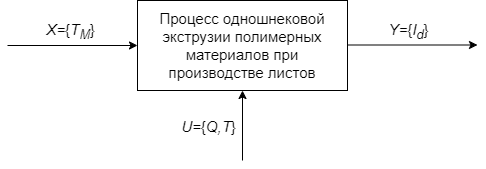 X={T_M}
Процесс одношнековой
экструзии полимерных
материалов при
производстве листов
Y={I_d}
U={Q,T}